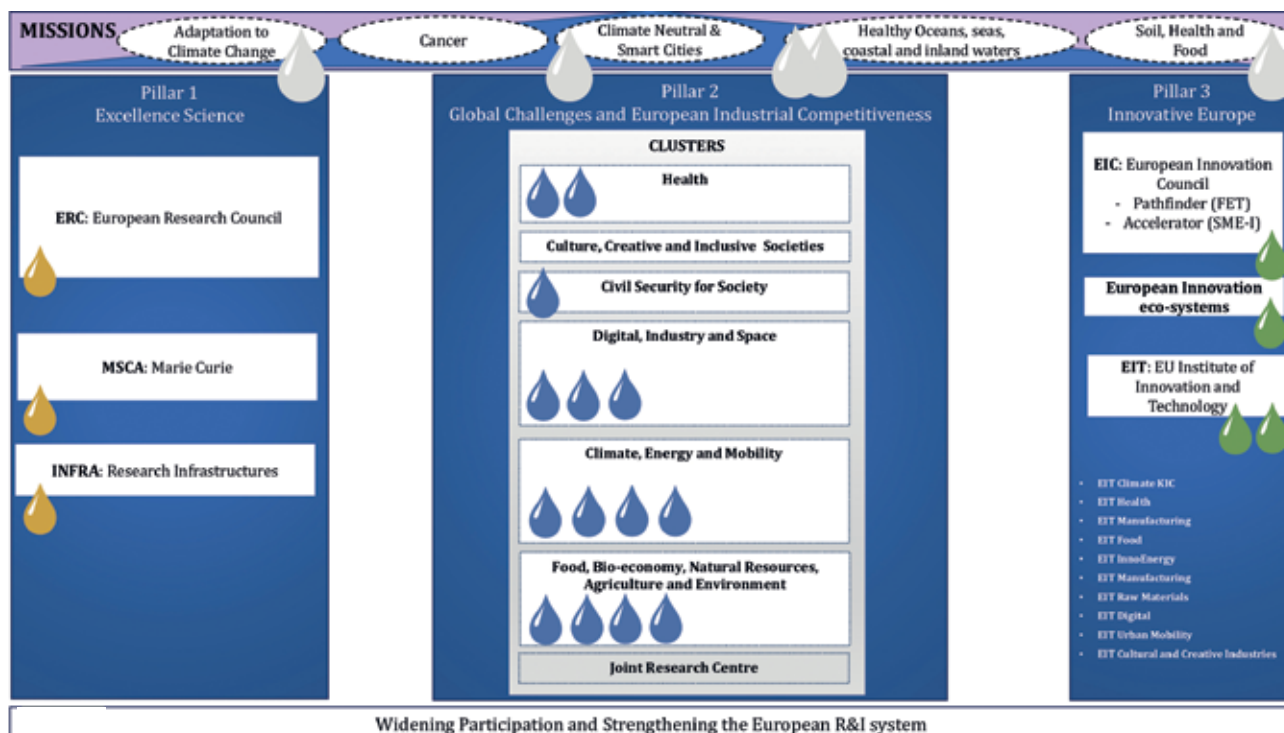 MISSIONS
Adaptation to
Climate Change
Cancer
Climate Neutral &
Smart Cities
Healthy Oceans, seas,
coastal and inland waters
Soil, Health and
Food
Pillar 1
Excellence Science
ERC: European Research Council
MSCA: Marie Curie
INFRA: Research Infrastructures
Pillar 2
Global Challenges and European Industrial Competitiveness
CLUSTERS
Health
Culture, Creative and Inclusive Societies
Civil Security for Society
Digital, Industry and Space
Climate, Energy and Mobility
Food, Bio-economy, Natural Resources,
Agriculture and Environment
Joint Research Centre
Pillar 3
Innovative Europe
EIC: European Innovation
Council
- Pathfinder (FET)
- Accelerator (SME-I)
European Innovation
eco-systems
EIT: EU Institute of
Innovation and
Technology
• EIT Climate KIC
• EIT Health
• EIT Manufacturing
• EIT Food
• EIT InnoEnergy
• EIT Manufacturing
• EIT Raw Materials
• EIT Digital
• EIT Urban Mobility
• EIT Cultural and Creative Industries
Widening Participation and Strengthening the European R&I system